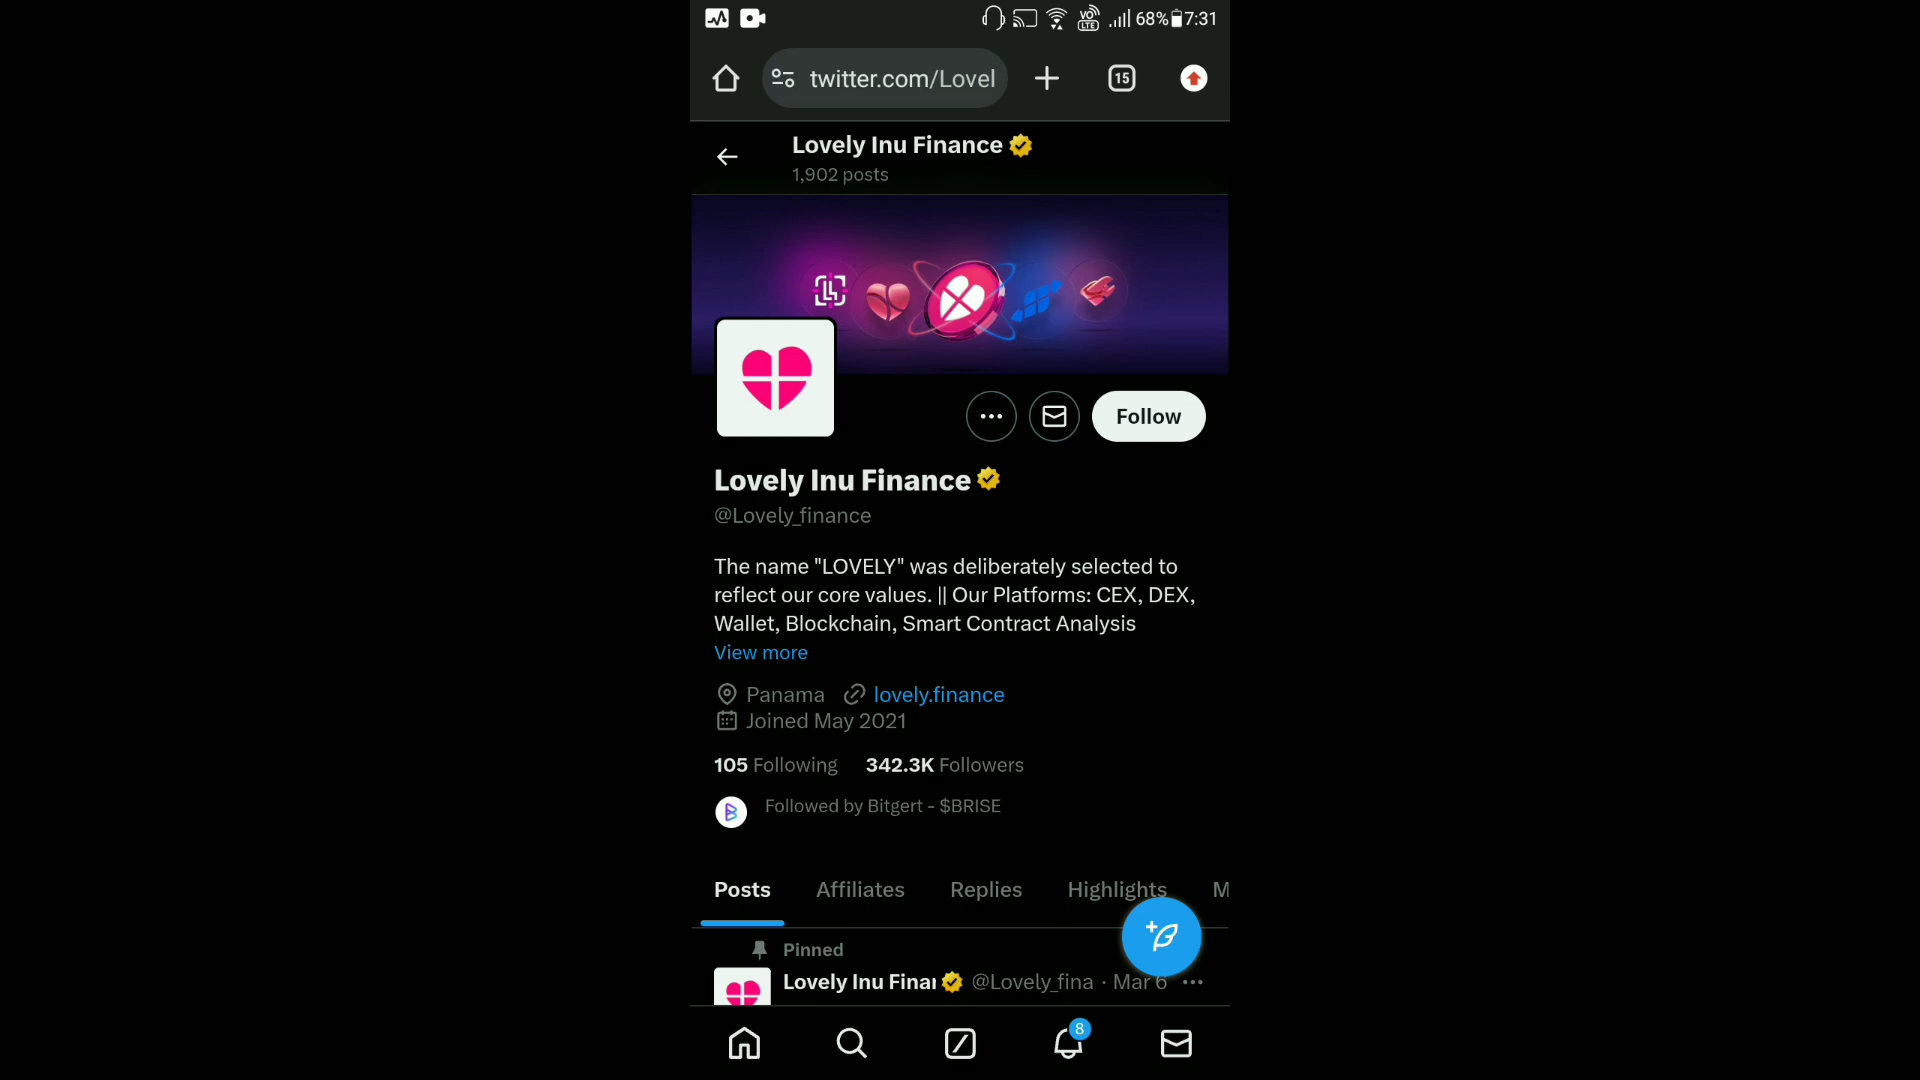 VO LTE 68% 7:31
twitter.com/Lovel
15
Lovely Inu Finance
1,902 posts
Follow
Lovely Inu Finance
@Lovely_finance
The name "LOVELY" was deliberately selected to
reflect our core values. || Our Platforms: CEX, DEX,
Wallet, Blockchain, Smart Contract Analysis
View more
Panama lovely.finance
Joined May 2021
105 Following 342.3K Followers
Followed by Bitgert - $BRISE
Posts Affiliates Replies Highlights M
Pinned
Lovely Inu Finan @Lovely_fina · Mar 6
8